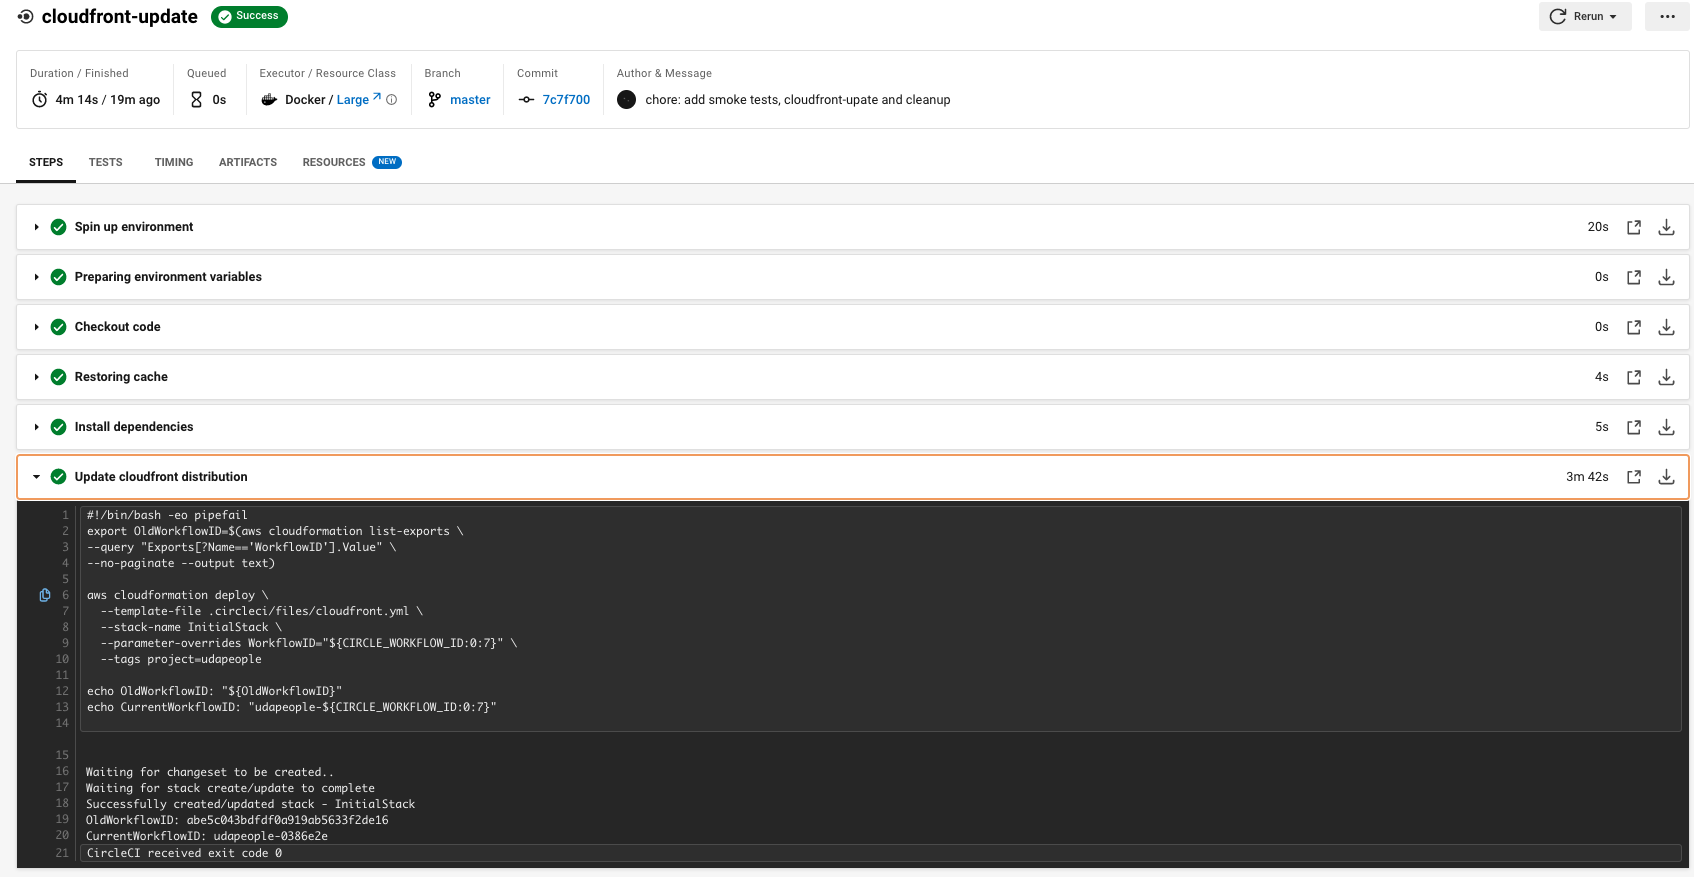 cloudfront-update Success Rerun
Duration / Finished Queued Executor / Resource Class Branch Commit Author & Message
4m 14s / 19m ago 0s Docker / Large master 7c7f700 chore: add smoke tests, cloudfront-upate and cleanup
STEPS TESTS TIMING ARTIFACTS RESOURCES NEW
Spin up environment 20s
Preparing environment variables 0s
Checkout code 0s
Restoring cache 4s
Install dependencies 5s
Update cloudfront distribution 3m 42s
1 #!/bin/bash -eo pipefail
2 export OldWorkflowID=$(aws cloudformation list-exports \
3 --query "Exports[?Name=='WorkflowID'].Value" \
4 --no-paginate --output text)
5
6 aws cloudformation deploy \
7 --template-file .circleci/files/cloudfront.yml \
8 --stack-name InitialStack \
9 --parameter-overrides WorkflowID="${CIRCLE_WORKFLOW_ID:0:7}" \
10 --tags project=udapeople
11
12 echo OldWorkflowID: "${OldWorkflowID}"
13 echo CurrentWorkflowID: "udapeople-${CIRCLE_WORKFLOW_ID:0:7}"
14
15
16 Waiting for changeset to be created..
17 Waiting for stack create/update to complete
18 Successfully created/updated stack - InitialStack
19 OldWorkflowID: abe5c043bdfdf0a919ab5633f2de16
20 CurrentWorkflowID: udapeople-0386e2e
21 CircleCI received exit code 0